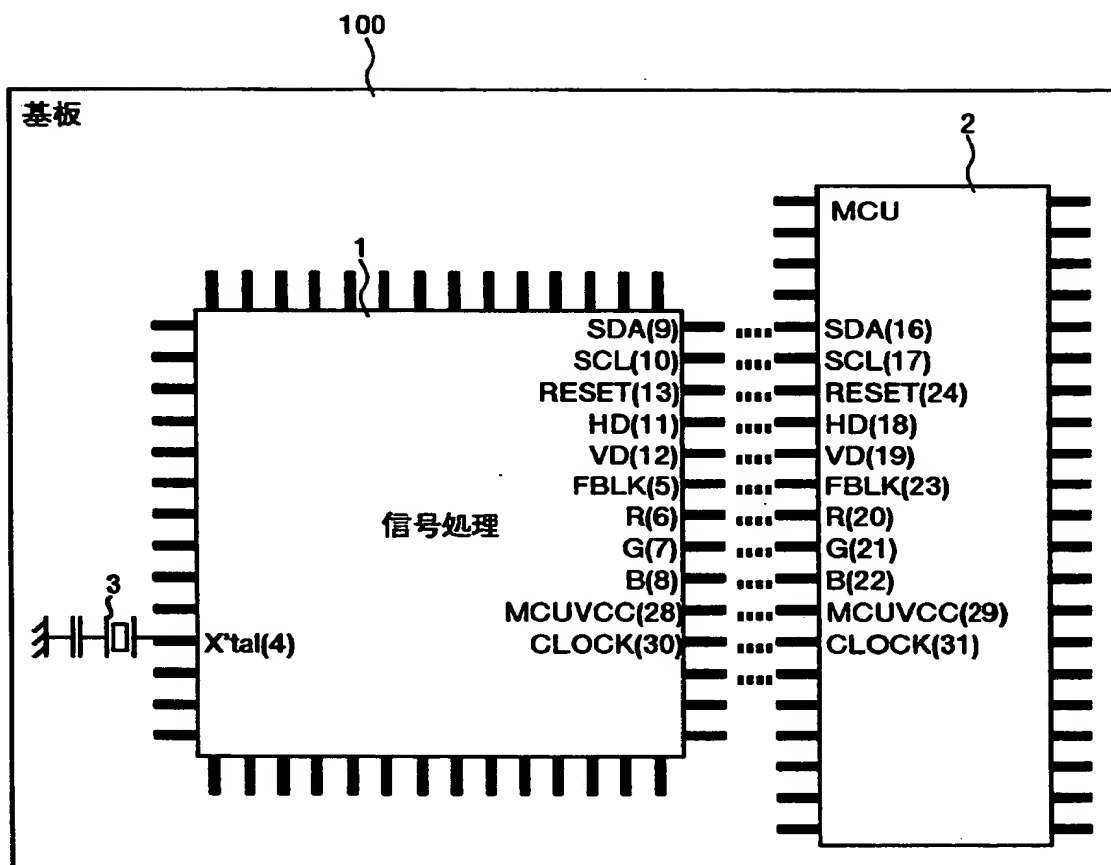 100
基板
2
MCU
1
SDA(9)
SCL(10)
RESET(13)
HD(11)
VD(12)
FBLK(5)
R(6)
G(7)
B(8)
MCUVCC(28)
CLOCK(30)
信号処理
3
X'tal(4)
SDA(16)
SCL(17)
RESET(24)
HD(18)
VD(19)
FBLK(23)
R(20)
G(21)
B(22)
MCUVCC(29)
CLOCK(31)